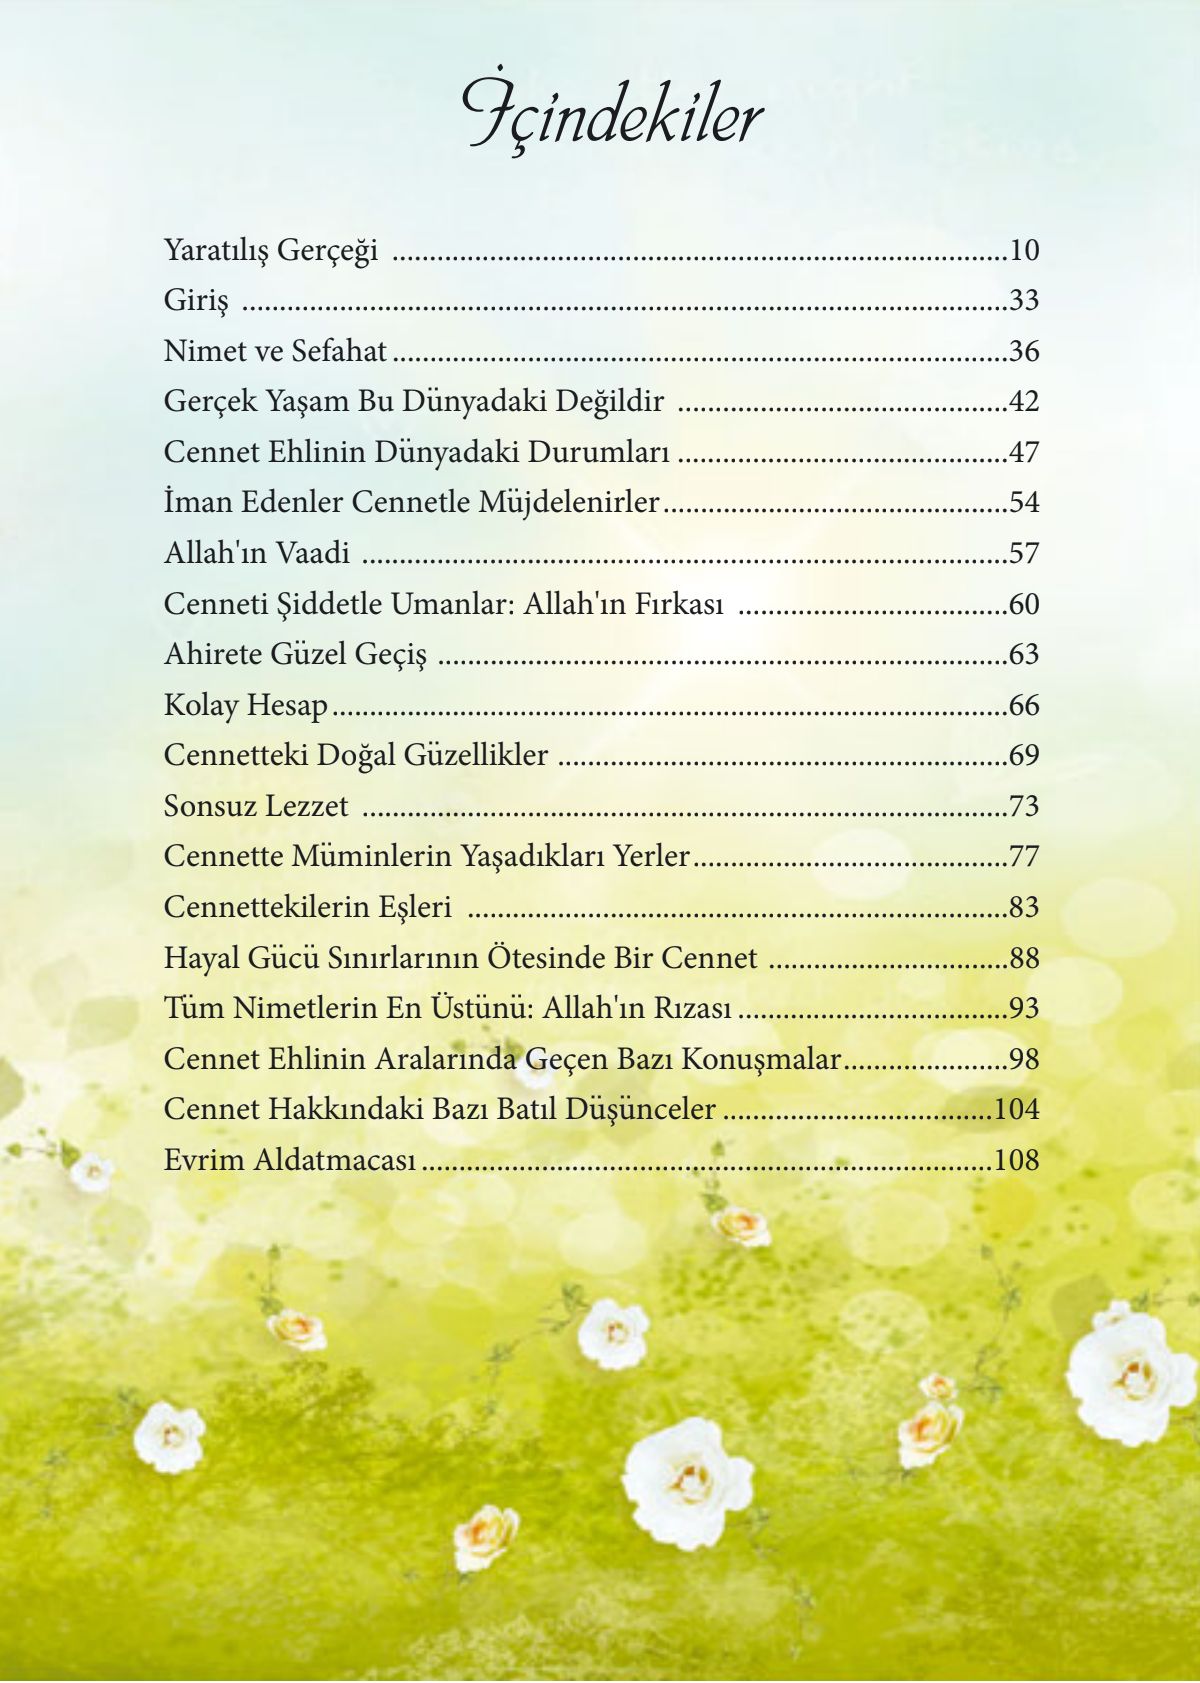 İçindekiler
Yaratılış Gerçeği ................................................................................10
Giriş ....................................................................................................33
Nimet ve Sefahat ................................................................................36
Gerçek Yaşam Bu Dünyadaki Değildir ...........................................42
Cennet Ehlinin Dünyadaki Durumları ...........................................47
İman Edenler Cennetle Müjdelenirler .............................................54
Allah'ın Vaadi ....................................................................................57
Cenneti Şiddetle Umanlar: Allah'ın Fırkası ...................................60
Ahirete Güzel Geçiş ..........................................................................63
Kolay Hesap ........................................................................................66
Cennetteki Doğal Güzellikler ...........................................................69
Sonsuz Lezzet ....................................................................................73
Cennette Müminlerin Yaşadıkları Yerler .........................................77
Cennettekilerin Eşleri ......................................................................83
Hayal Gücü Sınırlarının Ötesinde Bir Cennet ...............................88
Tüm Nimetlerin En Üstünü: Allah'ın Rızası ...................................93
Cennet Ehlinin Aralarında Geçen Bazı Konuşmalar .....................98
Cennet Hakkındaki Bazı Batıl Düşünceler ...................................104
Evrim Aldatmacası ..........................................................................108